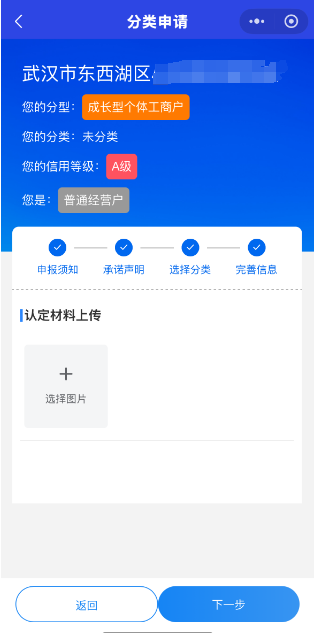 分类申请
武汉市东西湖区
您的分型：成长型个体工商户
您的分类：未分类
您的信用等级：A级
您是：普通经营户
申报须知 承诺声明 选择分类 完善信息
认定材料上传
选择图片
返回 下一步